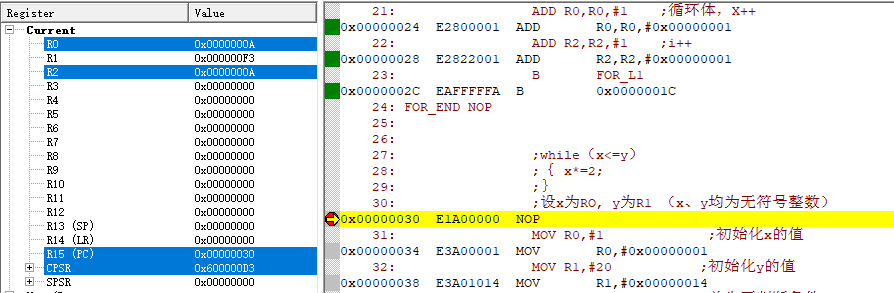 Register Value
Current
R0 0x0000000A
R1 0x000000F3
R2 0x0000000A
R3 0x00000000
R4 0x00000000
R5 0x00000000
R6 0x00000000
R7 0x00000000
R8 0x00000000
R9 0x00000000
R10 0x00000000
R11 0x00000000
R12 0x00000000
R13 (SP) 0x00000000
R14 (LR) 0x00000000
R15 (PC) 0x00000030
CPSR 0x600000D3
SPSR 0x00000000
21: ADD R0,R0,#1 ;循环体，X++
0x00000024 E2800001 ADD R0,R0,#0x00000001
22: ADD R2,R2,#1 ;i++
0x00000028 E2822001 ADD R2,R2,#0x00000001
23: B FOR_L1
0x0000002C EAFFFFFA B 0x0000001C
24: FOR_END NOP
25:
26:
27: ;while（x<=y）
28: ;｛ x*=2;
29: ;｝
30: ;设x为R0，y为R1 （x、y均为无符号整数）
0x00000030 E1A00000 NOP
31: MOV R0,#1 ;初始化x的值
0x00000034 E3A00001 MOV R0,#0x00000001
32: MOV R1,#20 ;初始化y的值
0x00000038 E3A01014 MOV R1,#0x00000014